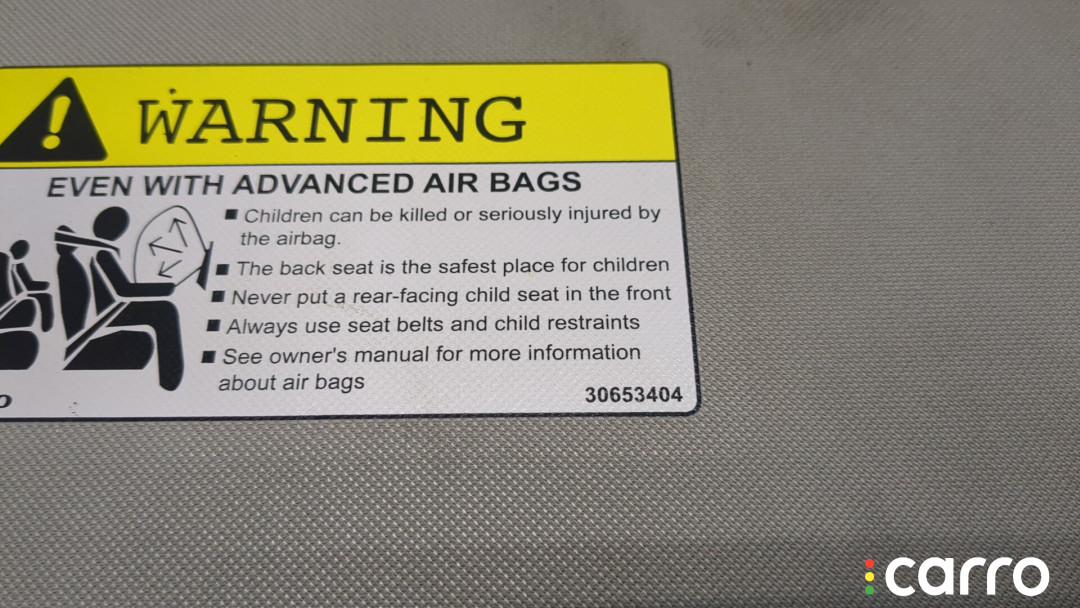 WARNING
EVEN WITH ADVANCED AIR BAGS
■ Children can be killed or seriously injured by
the airbag.
■ The back seat is the safest place for children
■ Never put a rear-facing child seat in the front
■ Always use seat belts and child restraints
■ See owner's manual for more information
about air bags
30653404
carro